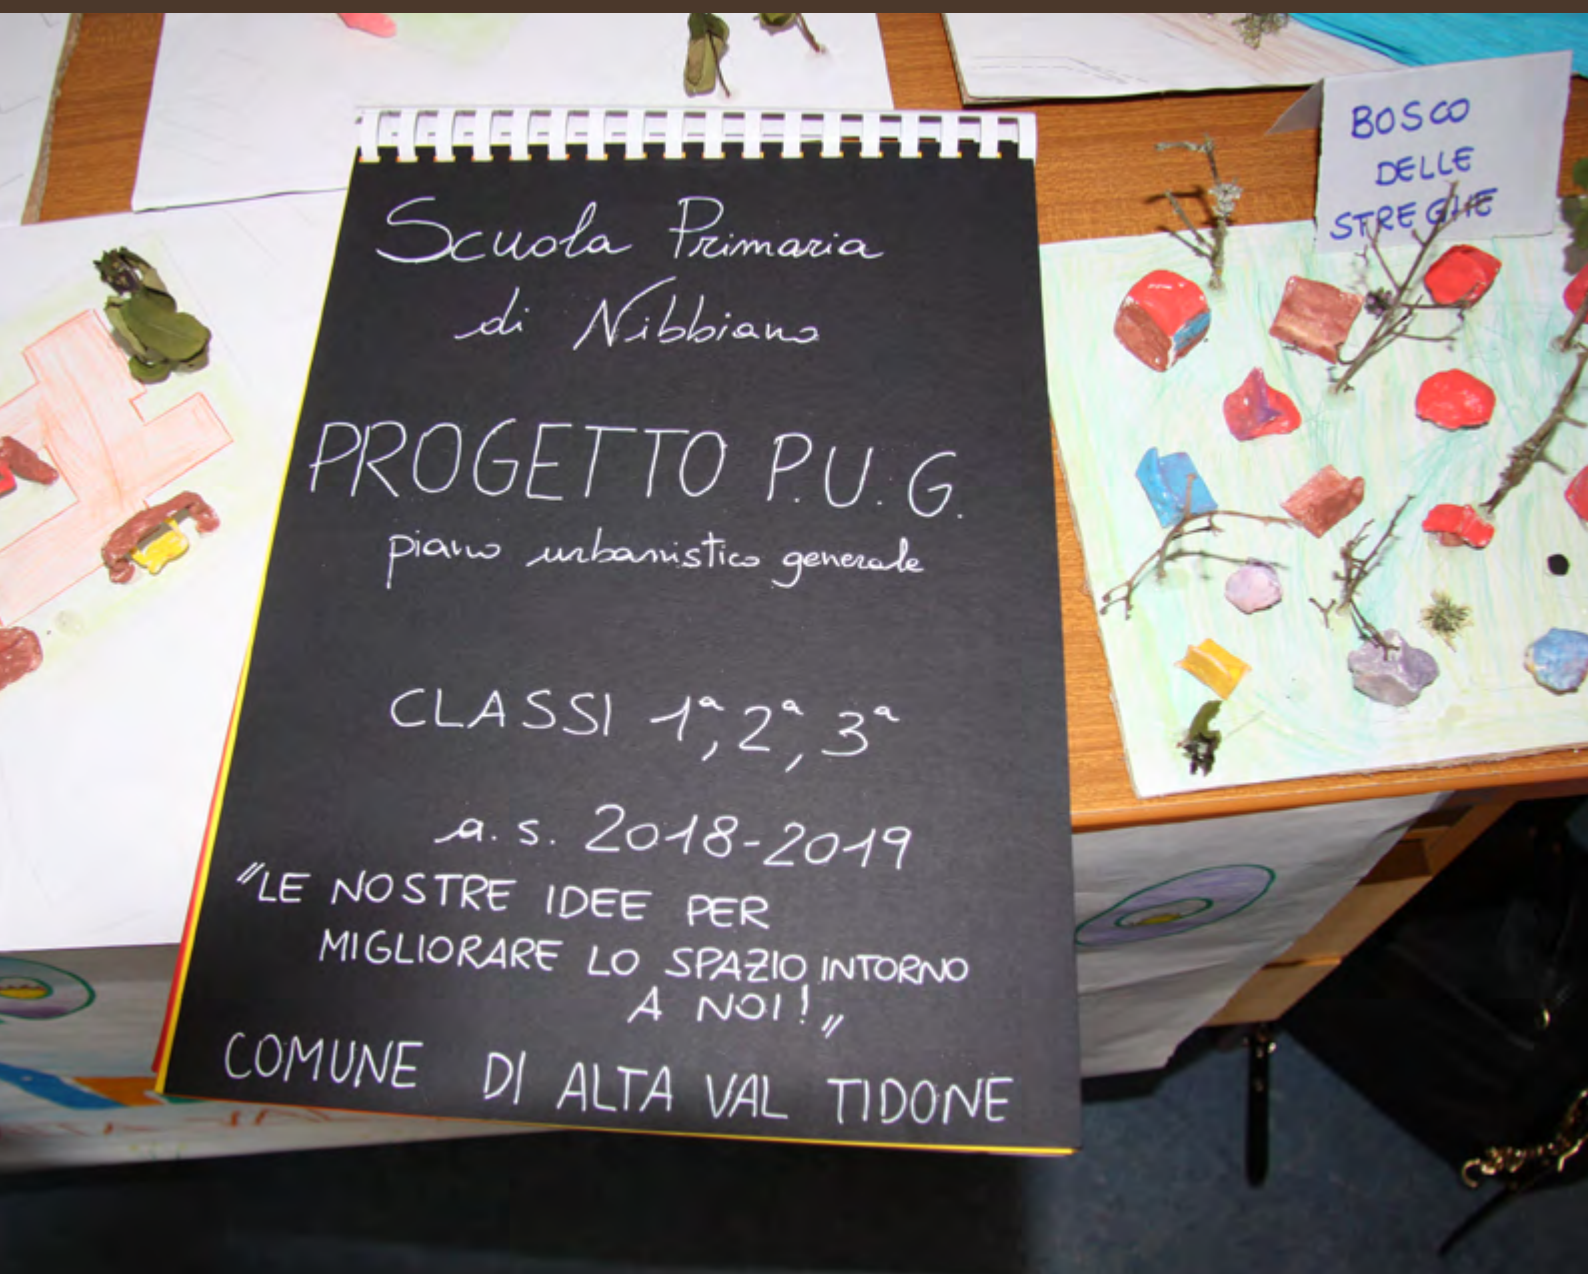 Scuola Primaria
di Nibbiano
PROGETTO P.U.G.
piano urbanistico generale
CLASSI 1ª, 2ª, 3ª
a.s. 2018-2019
"LE NOSTRE IDEE PER
MIGLIORARE LO SPAZIO INTORNO
A NOI!"
COMUNE DI ALTA VAL TIDONE
BOSCO
DELLE
STREGHE